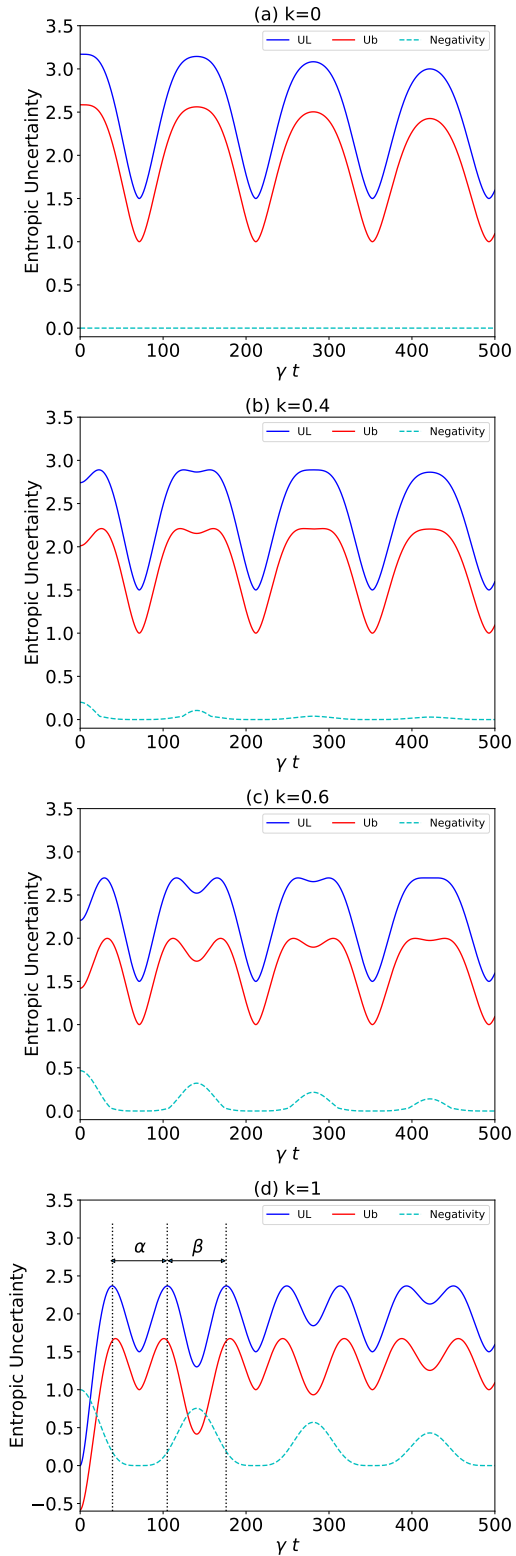 (a) k=0
UL Ub Negativity
3.5
3.0
2.5
2.0
1.5
1.0
0.5
0.0
Entropic Uncertainty
0 100 200 300 400 500
γ t
(b) k=0.4
UL Ub Negativity
3.5
3.0
2.5
2.0
1.5
1.0
0.5
0.0
Entropic Uncertainty
0 100 200 300 400 500
γ t
(c) k=0.6
UL Ub Negativity
3.5
3.0
2.5
2.0
1.5
1.0
0.5
0.0
Entropic Uncertainty
0 100 200 300 400 500
γ t
(d) k=1
UL Ub Negativity
α β
3.5
3.0
2.5
2.0
1.5
1.0
0.5
0.0
−0.5
Entropic Uncertainty
0 100 200 300 400 500
γ t